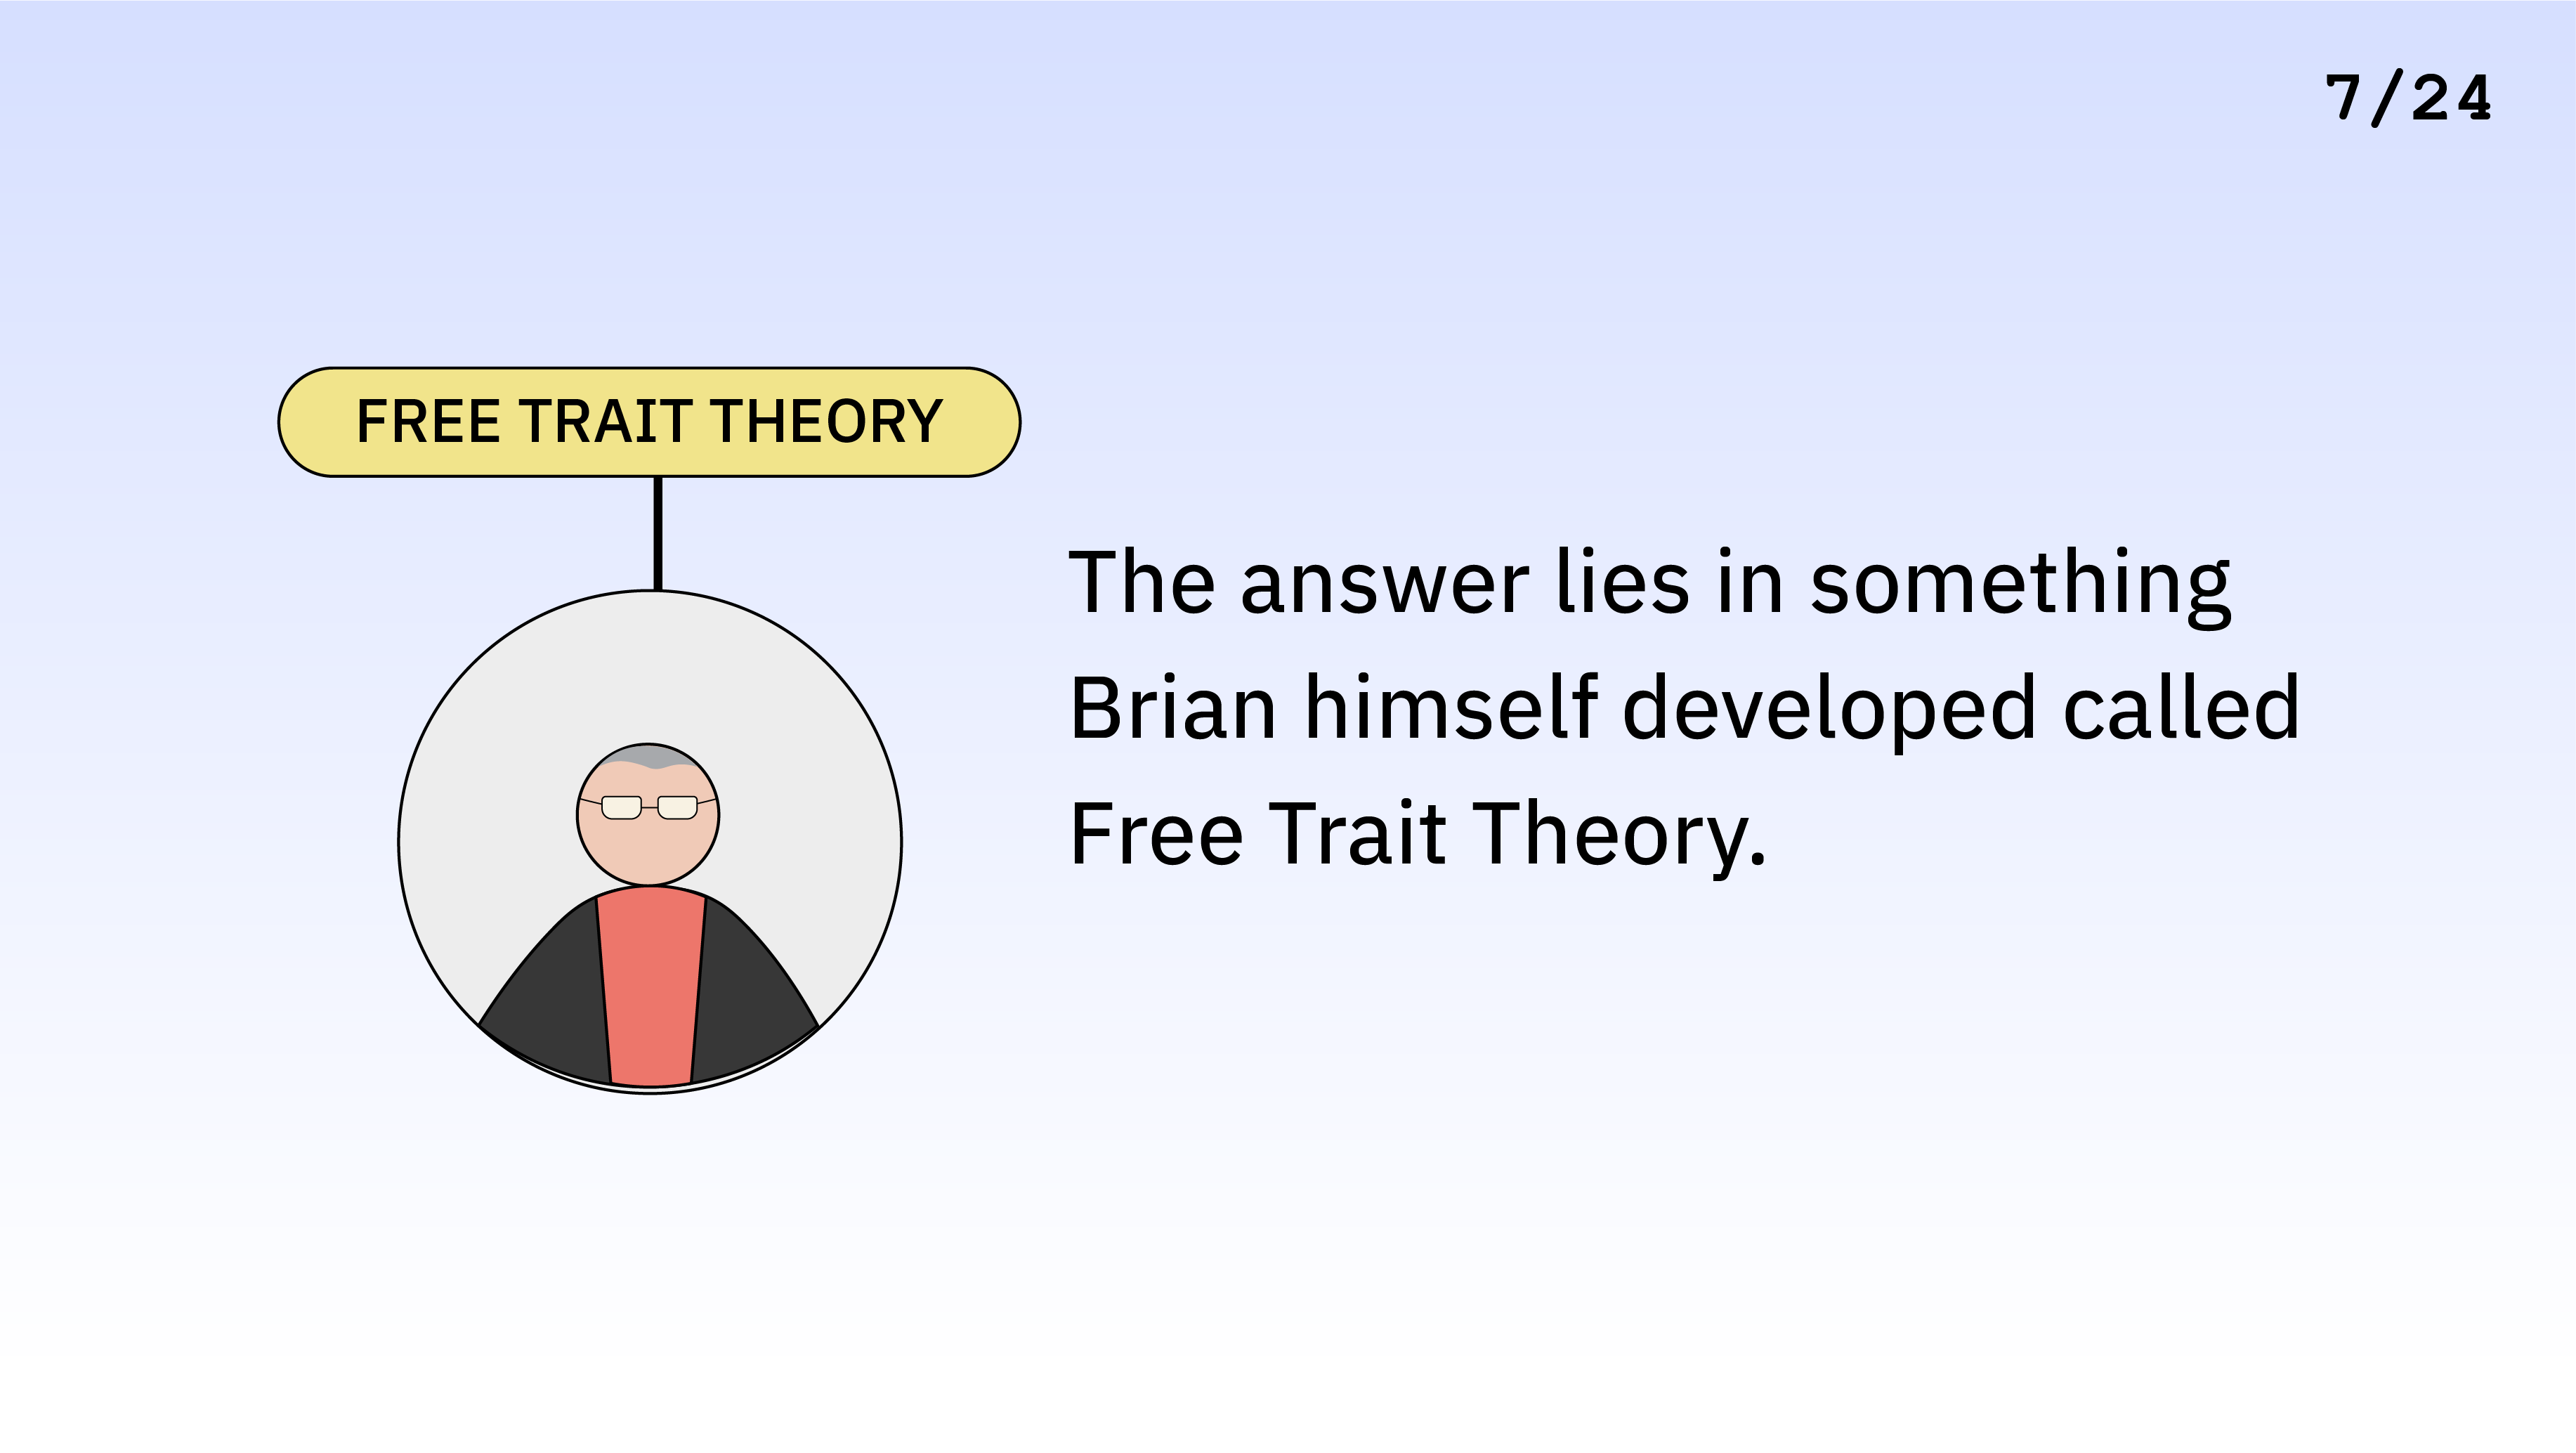 7/24
FREE TRAIT THEORY
The answer lies in something
Brian himself developed called
Free Trait Theory.